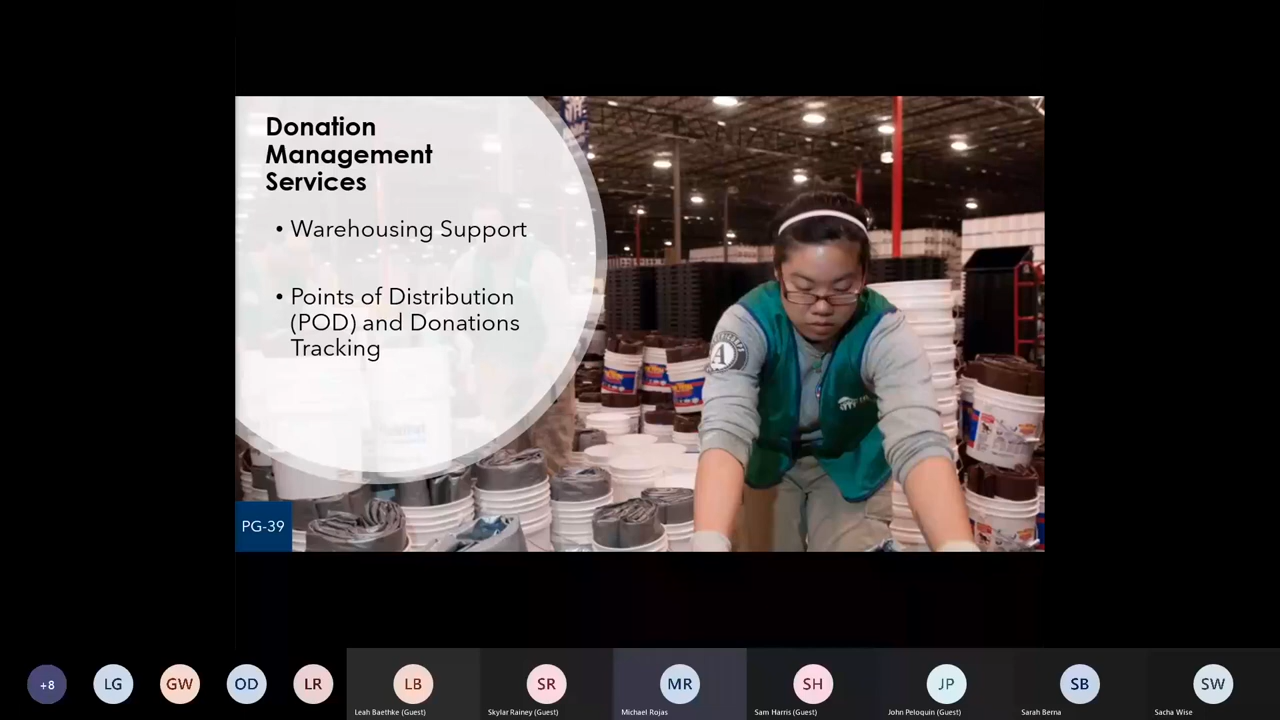 Donation
Management
Services
• Warehousing Support
• Points of Distribution
(POD) and Donations
Tracking
A
PG-39
+8
LG
GW
OD
LR
LB
SR
MR
SH
JP
SB
SW
Leah Baethke (Guest)
Skylar Rainey (Guest)
Michael Rojas
Sam Harris (Guest)
John Peloquin (Guest)
Sarah Berna
Sacha Wise